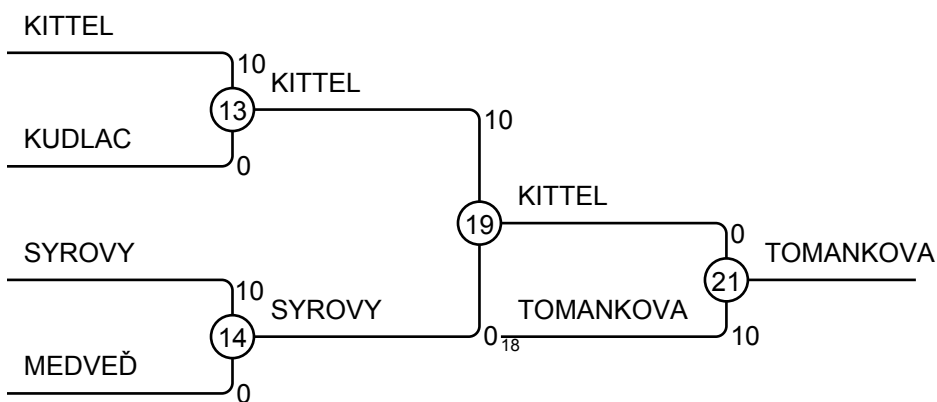 KITTEL
10
KITTEL
13
10
KUDLAC
0
KITTEL
19
0
SYROVY
TOMANKOVA
10
21
SYROVY
TOMANKOVA
14
0
18
10
MEDVEĎ
0